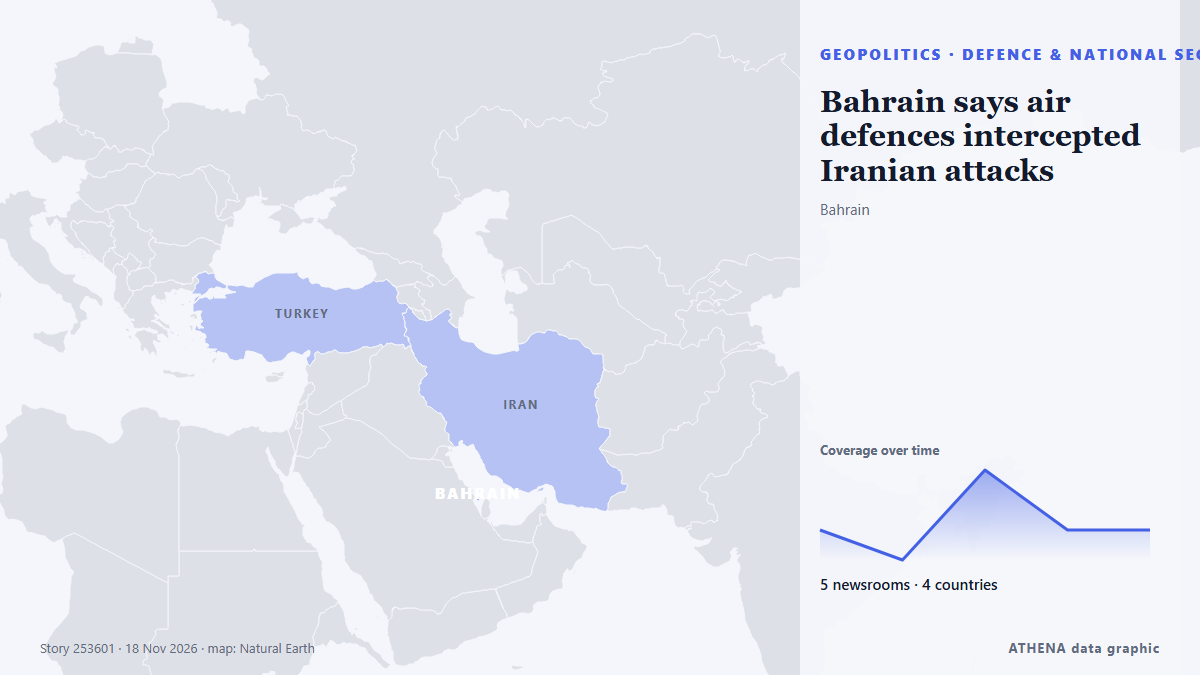 GEOPOLITICS · DEFENCE & NATIONAL
Bahrain says air
defences intercepted
Iranian attacks
Bahrain
TURKEY
IRAN
BAHRAIN
Coverage over time
5 newsrooms · 4 countries
Story 253601 · 18 Nov 2026 · map: Natural Earth
ATHENA data graphic